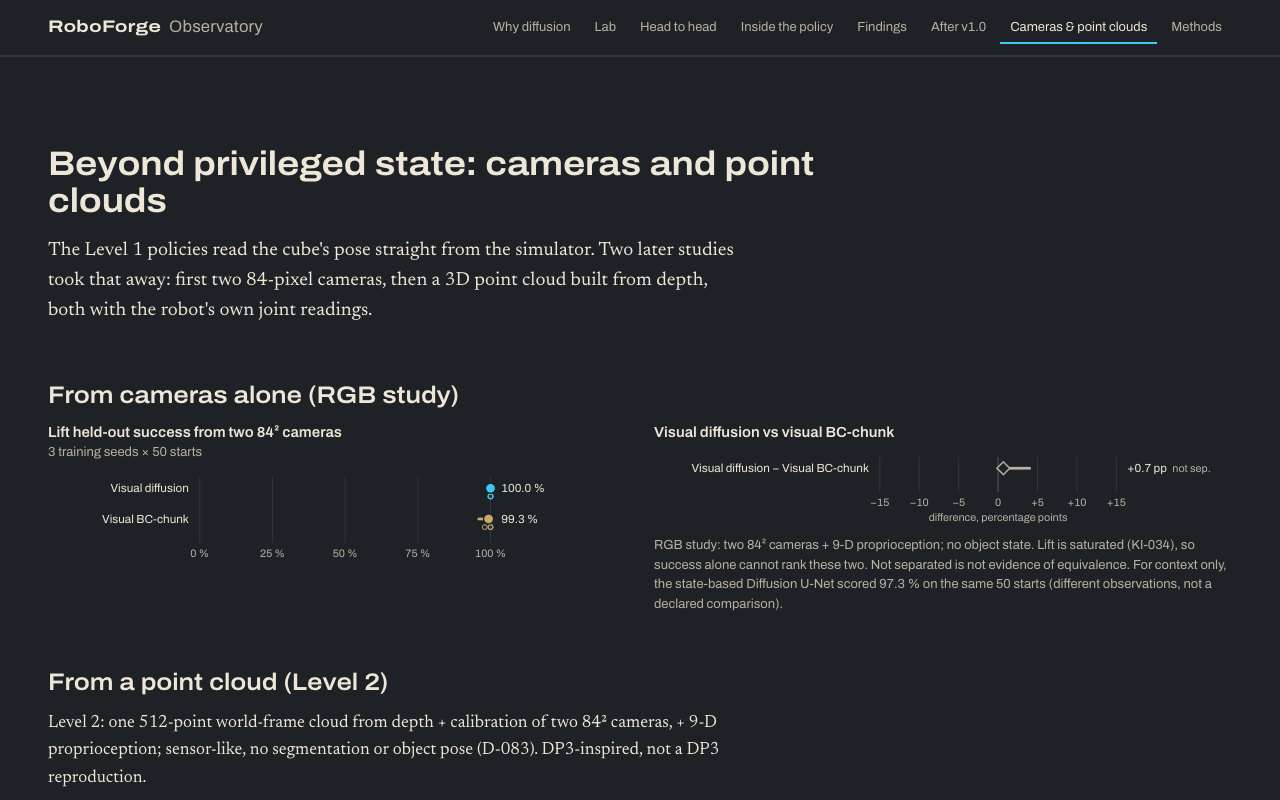 RoboForge Observatory
Why diffusion
Lab
Head to head
Inside the policy
Findings
After v1.0
Cameras & point clouds
Methods
Beyond privileged state: cameras and point
clouds
The Level 1 policies read the cube's pose straight from the simulator. Two later studies
took that away: first two 84-pixel cameras, then a 3D point cloud built from depth,
both with the robot's own joint readings.
From cameras alone (RGB study)
Lift held-out success from two 84² cameras
3 training seeds × 50 starts
Visual diffusion
100.0 %
Visual BC-chunk
99.3 %
0 %
25 %
50 %
75 %
100 %
Visual diffusion vs visual BC-chunk
Visual diffusion − Visual BC-chunk
+0.7 pp not sep.
−15
−10
−5
0
+5
+10
+15
difference, percentage points
RGB study: two 84² cameras + 9-D proprioception; no object state. Lift is saturated (KI-034), so
success alone cannot rank these two. Not separated is not evidence of equivalence. For context only,
the state-based Diffusion U-Net scored 97.3 % on the same 50 starts (different observations, not a
declared comparison).
From a point cloud (Level 2)
Level 2: one 512-point world-frame cloud from depth + calibration of two 84² cameras, + 9-D
proprioception; sensor-like, no segmentation or object pose (D-083). DP3-inspired, not a DP3
reproduction.